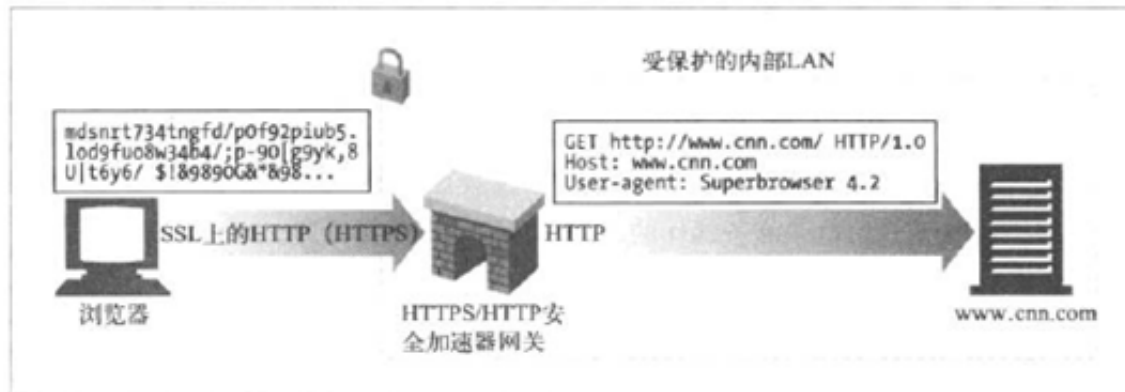 受保护的内部LAN
mdsnrt734tngfd/pOf92piub5.
lod9fuo8w34b4/;p-9O[g9yk,8
U|t6y6/ $!&989OG&*&98...
GET http://www.cnn.com/ HTTP/1.0
Host: www.cnn.com
User-agent: Superbrowser 4.2
SSL上的HTTP（HTTPS）
HTTP
浏览器
HTTPS/HTTP安
全加速器网关
www.cnn.com